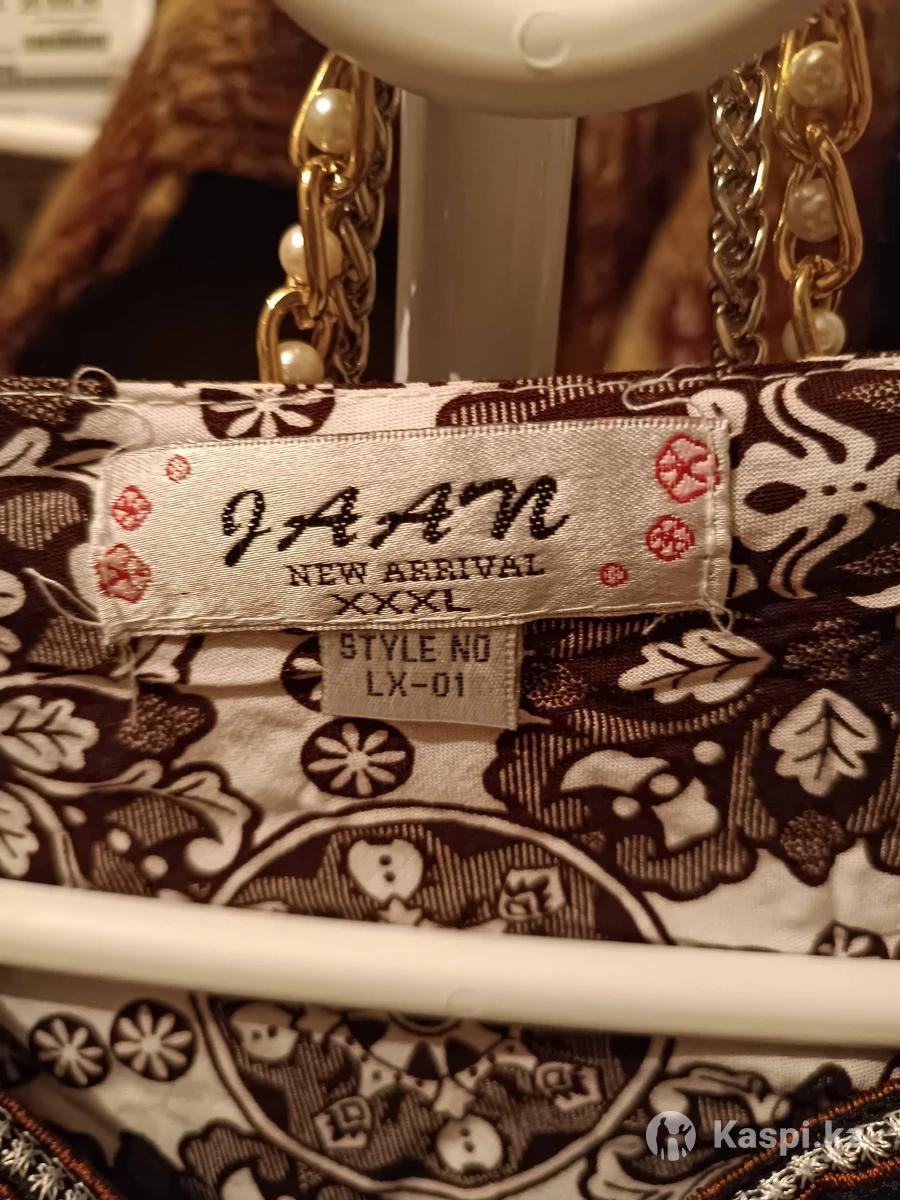 JAAN
NEW ARRIVAL
XXXL
STYLE NO
LX-01
Kaspi.kz